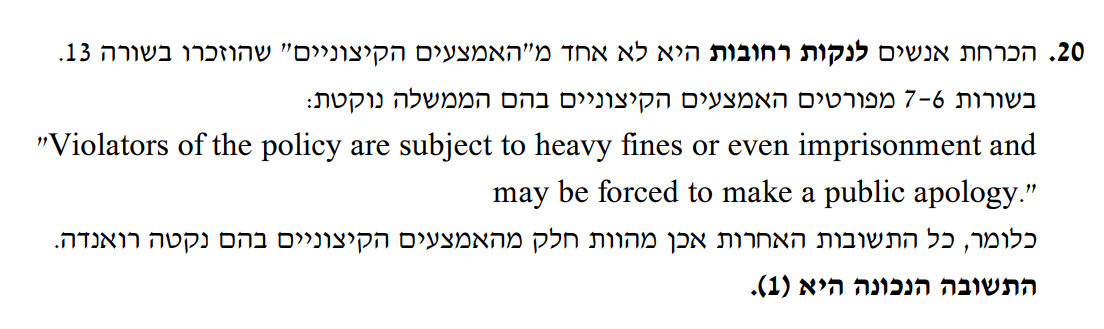 20. הכרחת אנשים לנקות רחובות היא לא אחד מ"האמצעים הקיצוניים" שהוזכרו בשורה 13.
בשורות 7-6 מפורטים האמצעים הקיצוניים בהם הממשלה נוקטת:
"Violators of the policy are subject to heavy fines or even imprisonment and
may be forced to make a public apology."
כלומר, כל התשובות האחרות אכן מהוות חלק מהאמצעים הקיצוניים בהם נקטה רואנדה.
התשובה הנכונה היא (1).